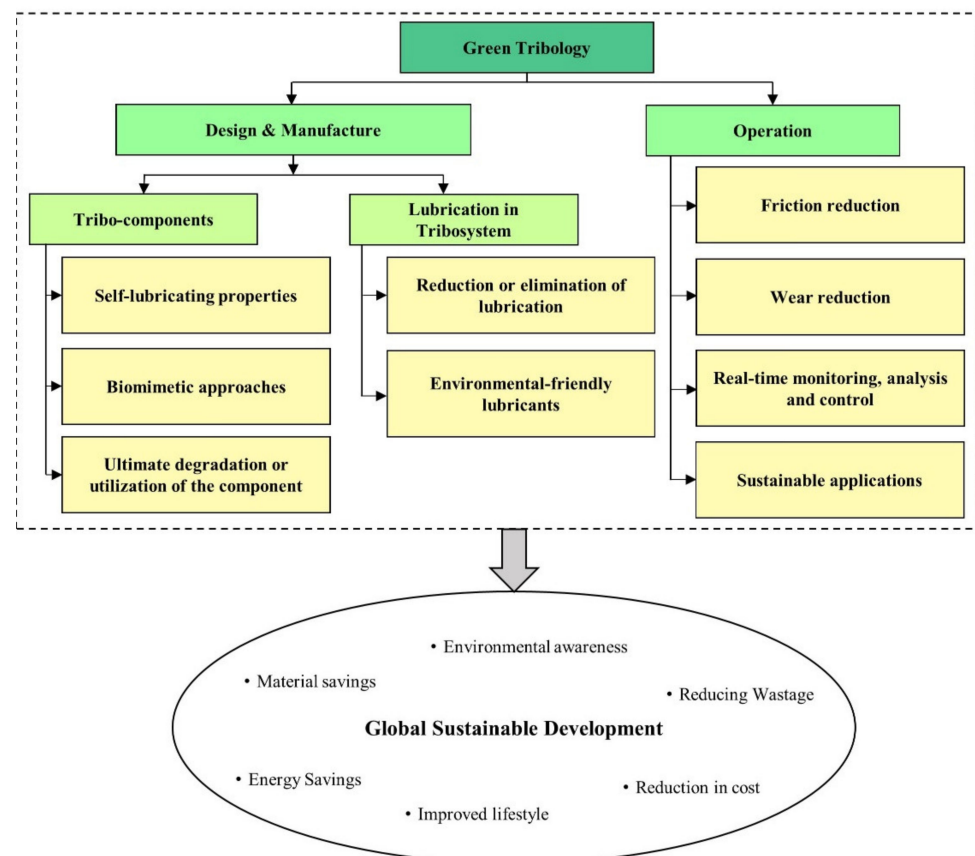 Green Tribology
Design & Manufacture
Operation
Tribo-components
Lubrication in
Tribosystem
Self-lubricating properties
Biomimetic approaches
Ultimate degradation or
utilization of the component
Reduction or elimination of
lubrication
Environmental-friendly
lubricants
Friction reduction
Wear reduction
Real-time monitoring, analysis
and control
Sustainable applications
• Environmental awareness
• Material savings
• Reducing Wastage
Global Sustainable Development
• Energy Savings
• Reduction in cost
• Improved lifestyle